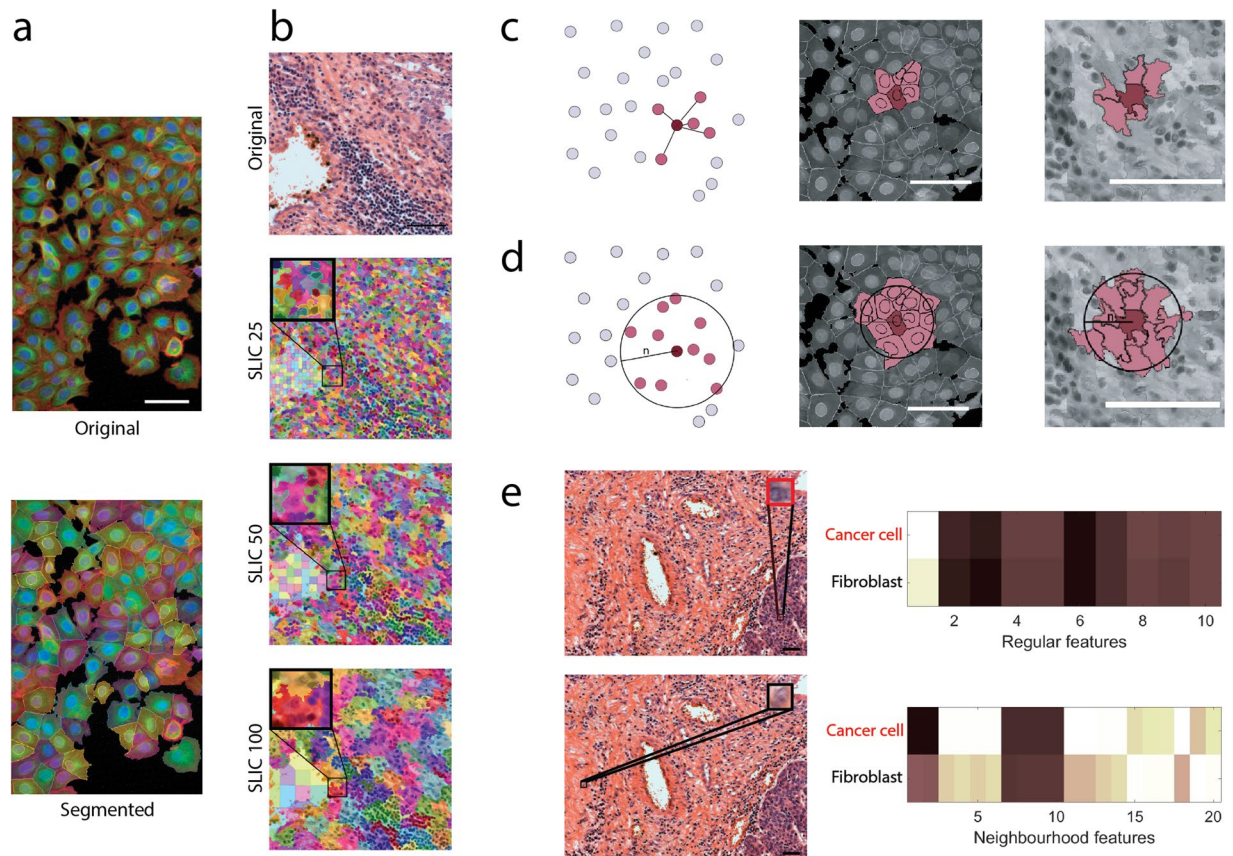 a
Original
Segmented
b
Original
SLIC 25
SLIC 50
SLIC 100
c
d
n
n
n
e
Cancer cell
Fibroblast
2 4 6 8 10
Regular features
Cancer cell
Fibroblast
5 10 15 20
Neighbourhood features